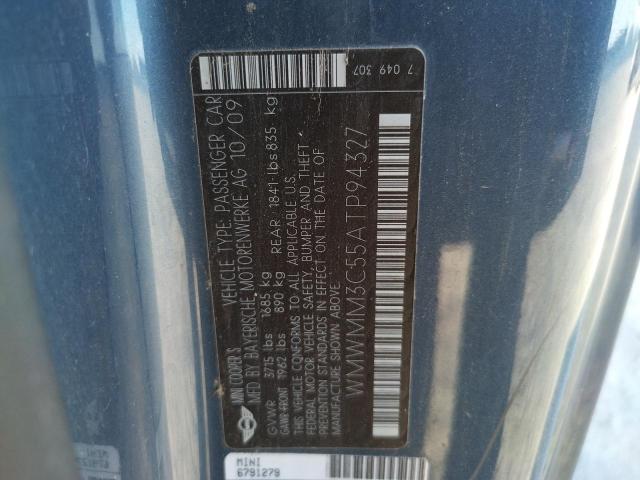 MINI COOPER S VEHICLE TYPE: PASSENGER CAR
MFD BY BAYERISCHE MOTORENWERKE AG 10/09
GVWR 3715 lbs 1685 kg
GAWR-FRONT 1962 lbs 890 kg REAR 1841 lbs 835 kg
THIS VEHICLE CONFORMS TO ALL APPLICABLE U.S.
FEDERAL MOTOR VEHICLE SAFETY, BUMPER AND THEFT
PREVENTION STANDARDS IN EFFECT ON THE DATE OF
MANUFACTURE SHOWN ABOVE.
WMWMM3C55ATP94327
7 049 307
MINI
6791279